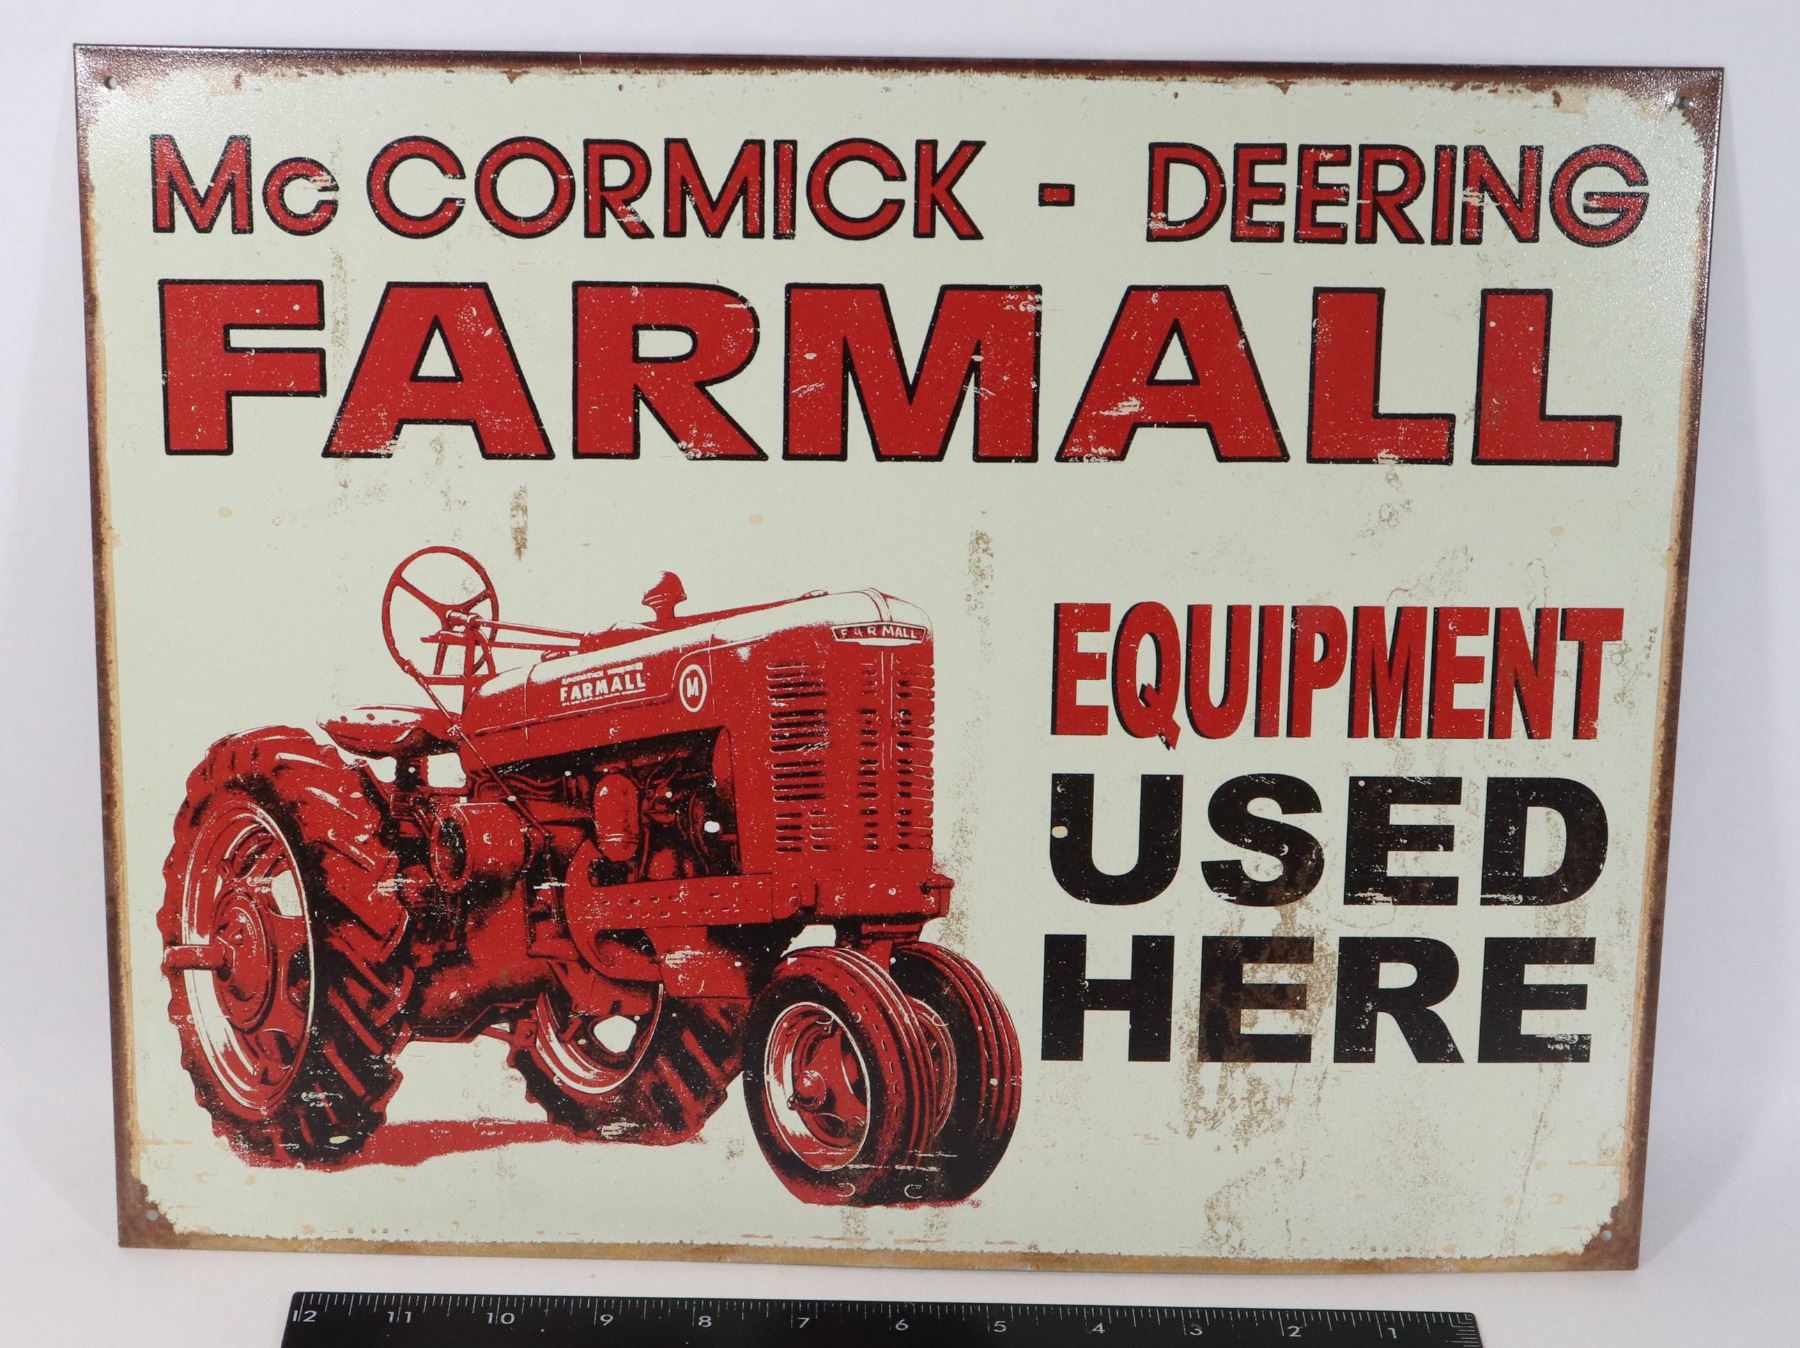 Mc CORMICK - DEERING
FARMALL
FARMALL
FARMALL
M
EQUIPMENT
USED
HERE
12 11 10 9 8 7 6 5 4 3 2 1